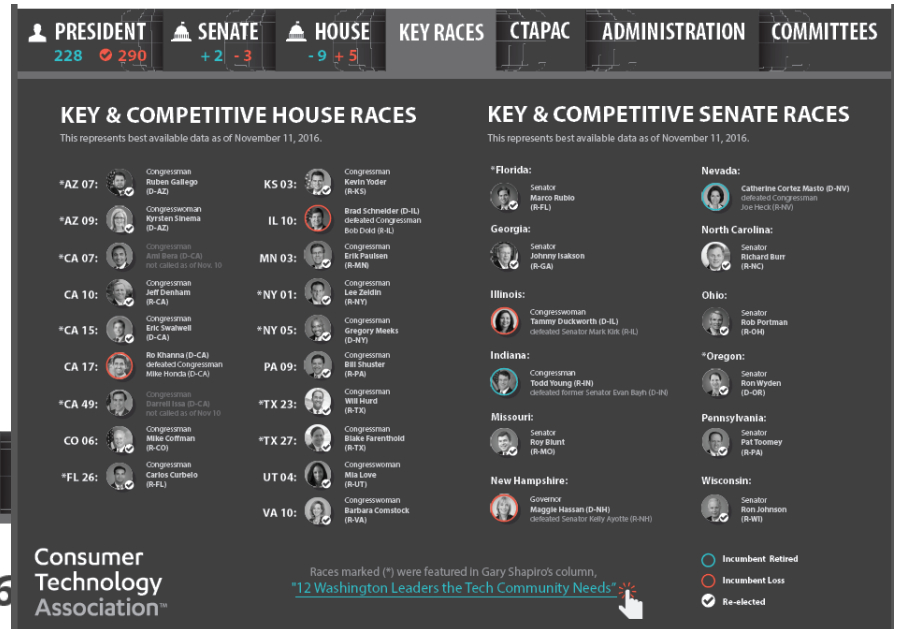 PRESIDENT
228 290
SENATE
+2 -3
HOUSE
-9 +5
KEY RACES
CTAPAC
ADMINISTRATION
COMMITTEES
KEY & COMPETITIVE HOUSE RACES
This represents best available data as of November 11, 2016.
*AZ 07:
Congressman
Ruben Gallego
(D-AZ)
*AZ 09:
Congresswoman
Kyrsten Sinema
(D-AZ)
*CA 07:
Congressman
Ami Bera (D-CA)
not called as of Nov. 10
CA 10:
Congressman
Jeff Denham
(R-CA)
*CA 15:
Congressman
Eric Swalwell
(D-CA)
CA 17:
Ro Khanna (D-CA)
defeated Congressman
Mike Honda (D-CA)
*CA 49:
Congressman
Darrell Issa (D-CA)
not called as of Nov 10
CO 06:
Congressman
Mike Coffman
(R-CO)
*FL 26:
Congressman
Carlos Curbelo
(R-FL)
KS 03:
Congressman
Kevin Yoder
(R-KS)
IL 10:
Brad Schneider (D-IL)
defeated Congressman
Bob Dold (R-IL)
MN 03:
Congressman
Erik Paulsen
(R-MN)
*NY 01:
Congressman
Lee Zeldin
(R-NY)
*NY 05:
Congressman
Gregory Meeks
(D-NY)
PA 09:
Congressman
Bill Shuster
(R-PA)
*TX 23:
Congressman
Will Hurd
(R-TX)
*TX 27:
Congressman
Blake Farenthold
(R-TX)
UT 04:
Congresswoman
Mia Love
(R-UT)
VA 10:
Congresswoman
Barbara Comstock
(R-VA)
KEY & COMPETITIVE SENATE RACES
This represents best available data as of November 11, 2016.
*Florida:
Senator
Marco Rubio
(R-FL)
Georgia:
Senator
Johnny Isakson
(R-GA)
Illinois:
Congresswoman
Tammy Duckworth (D-IL)
defeated Senator Mark Kirk (R-IL)
Indiana:
Congressman
Todd Young (R-IN)
defeated former Senator Evan Bayh (D-IN)
Missouri:
Senator
Roy Blunt
(R-MO)
New Hampshire:
Governor
Maggie Hassan (D-NH)
defeated Senator Kelly Ayotte (R-NH)
Nevada:
Catherine Cortez Masto (D-NV)
defeated Congressman
Joe Heck (R-NV)
North Carolina:
Senator
Richard Burr
(R-NC)
Ohio:
Senator
Rob Portman
(R-OH)
*Oregon:
Senator
Ron Wyden
(D-OR)
Pennsylvania:
Senator
Pat Toomey
(R-PA)
Wisconsin:
Senator
Ron Johnson
(R-WI)
6
Consumer
Technology
Association™
Races marked (*) were featured in Gary Shapiro's column,
"12 Washington Leaders the Tech Community Needs"
Incumbent Retired
Incumbent Loss
Re-elected